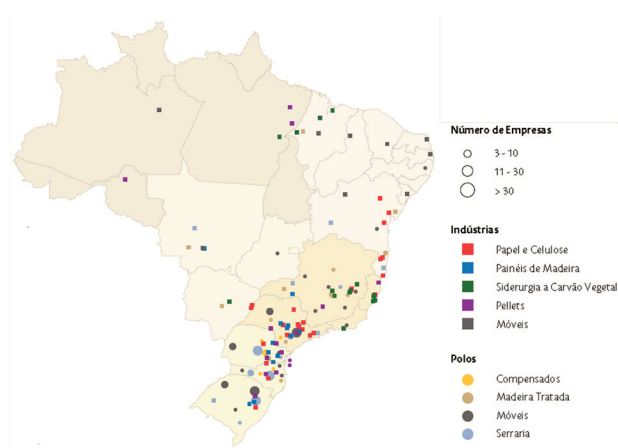 Número de Empresas
3 - 10
11 - 30
> 30
Indústrias
Papel e Celulose
Painéis de Madeira
Siderurgia a Carvão Vegetal
Pellets
Móveis
Polos
Compensados
Madeira Tratada
Móveis
Serraria